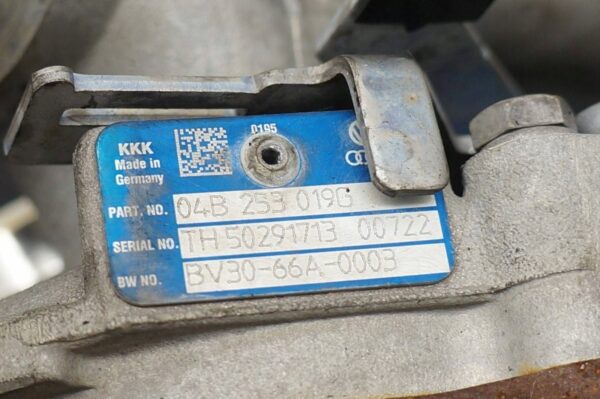 0195
KKK
Made in
Germany
PART. NO. 04B 253 019G
SERIAL NO. TH 50291713 00722
BW NO. BV30-66A-0003